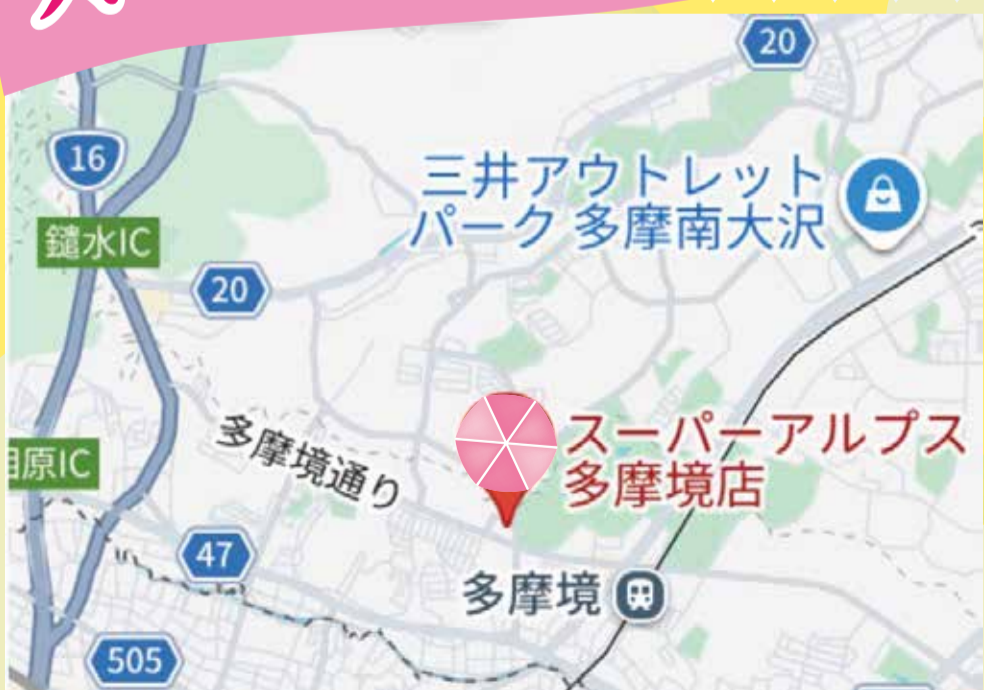 20
16
三井アウトレット
パーク 多摩南大沢
鑓水IC
20
多摩境通り
スーパーアルプス
多摩境店
原IC
47
多摩境
505